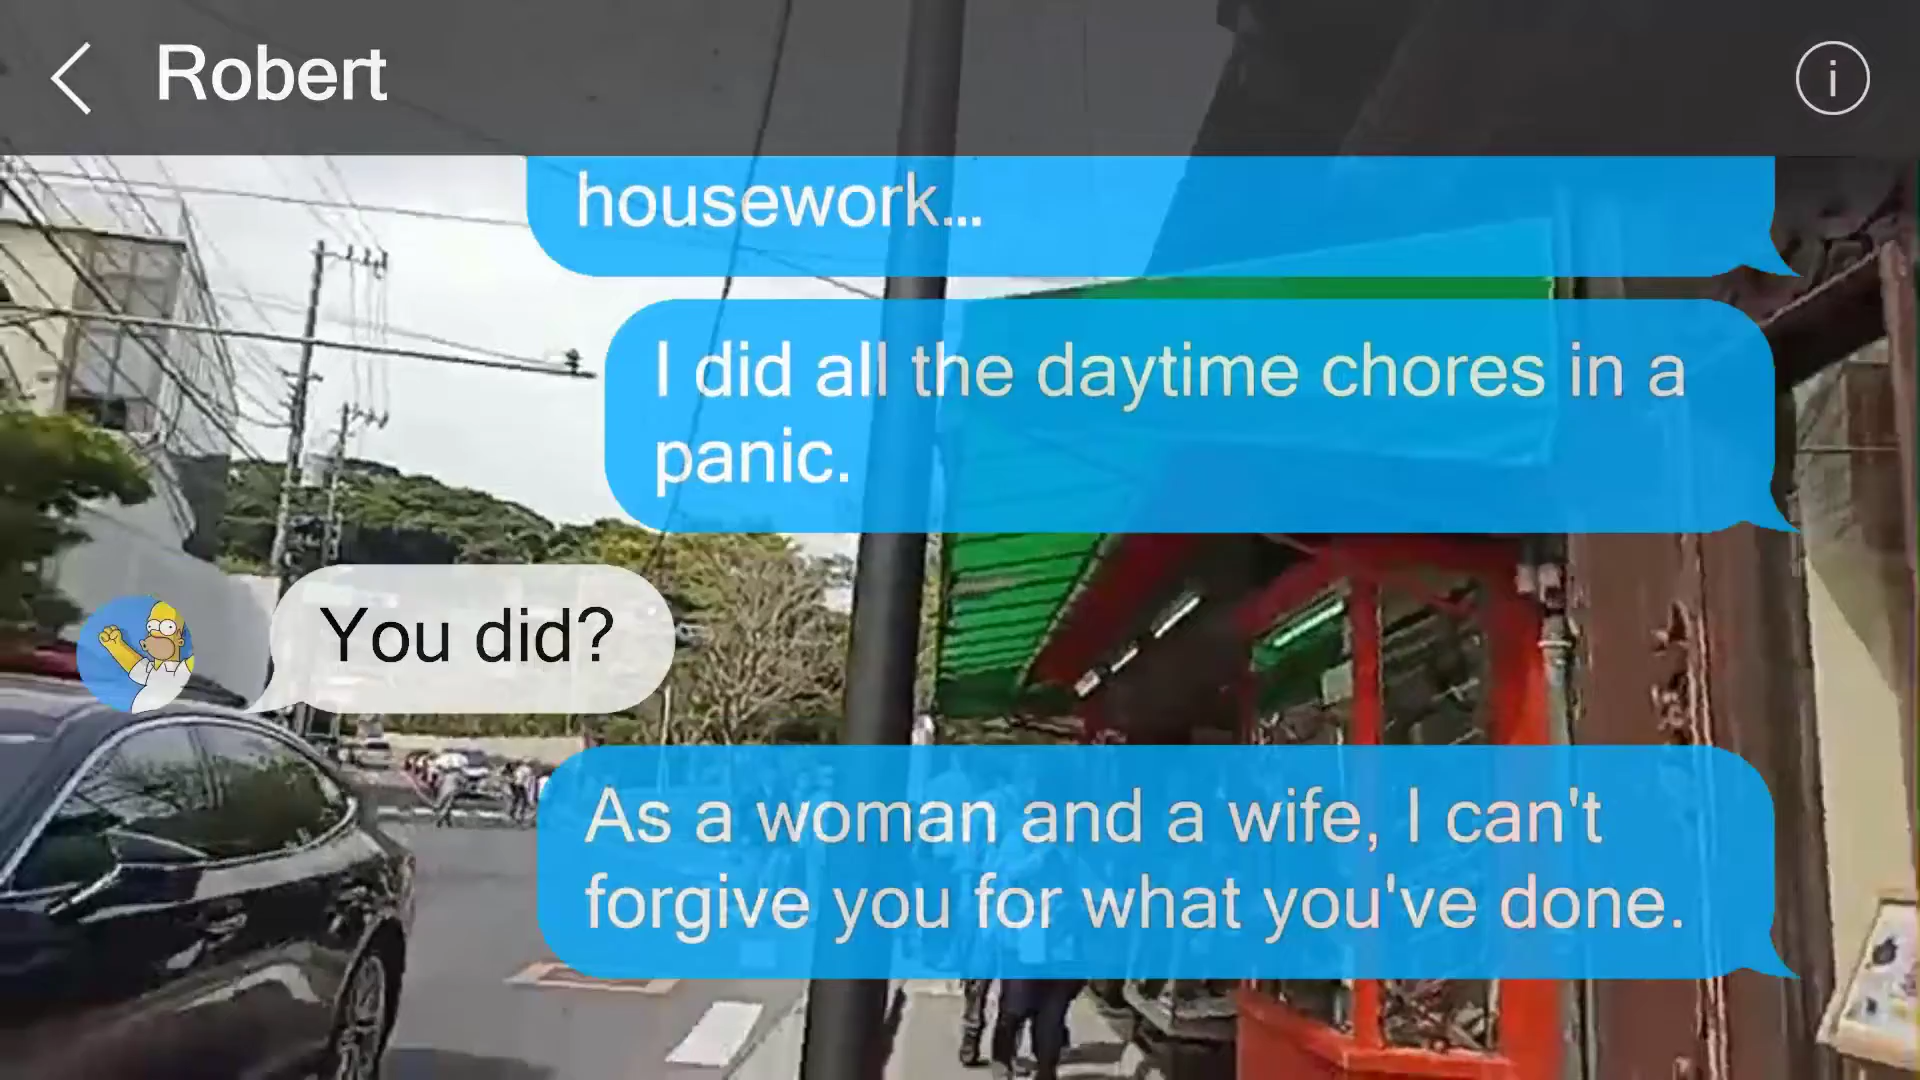 Robert
i
housework...
I did all the daytime chores in a
panic.
You did?
As a woman and a wife, I can't
forgive you for what you've done.